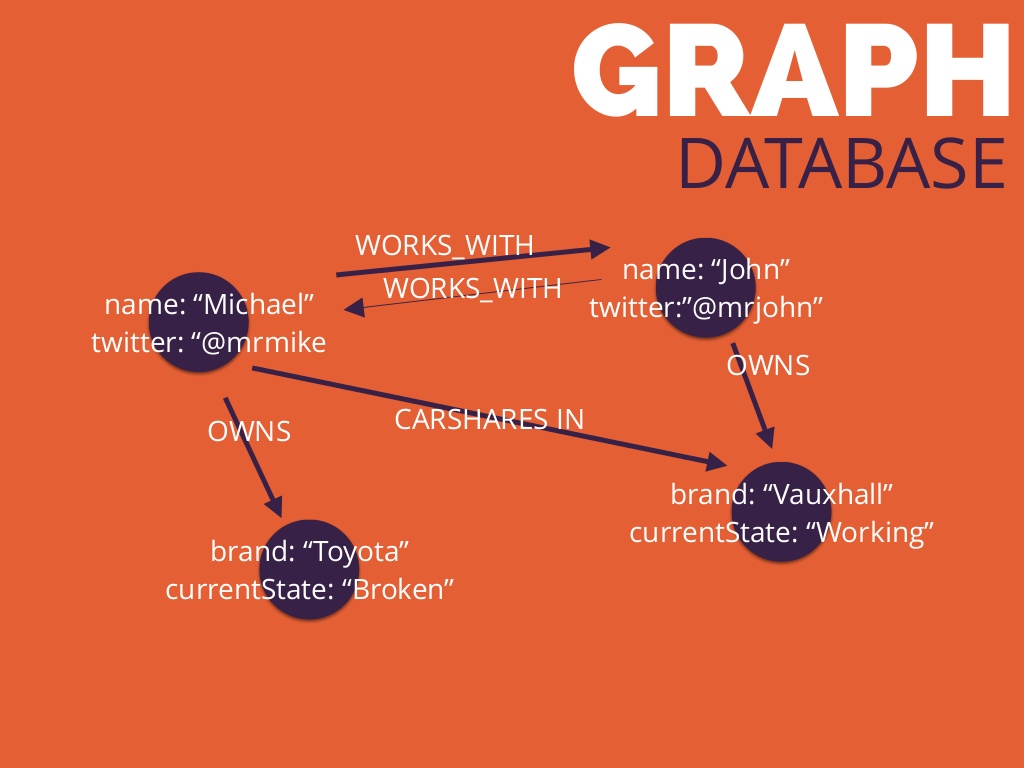 GRAPH
DATABASE
WORKS_WITH
WORKS_WITH
name: “Michael”
twitter: “@mrmike
name: “John”
twitter:”@mrjohn”
OWNS
CARSHARES IN
OWNS
brand: “Vauxhall”
currentState: “Working”
brand: “Toyota”
currentState: “Broken”